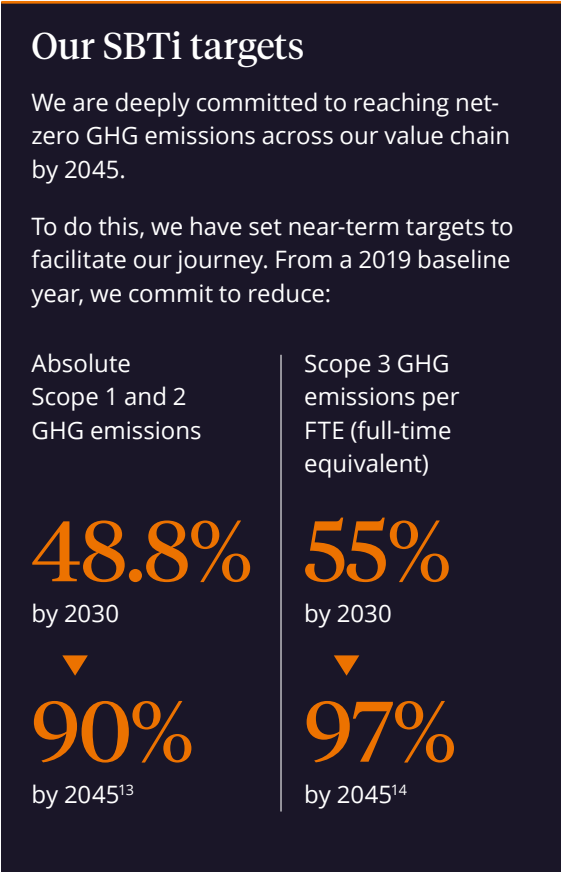 Our SBTi targets
We are deeply committed to reaching net-
zero GHG emissions across our value chain
by 2045.
To do this, we have set near-term targets to
facilitate our journey. From a 2019 baseline
year, we commit to reduce:
Absolute
Scope 1 and 2
GHG emissions
48.8%
by 2030
90%
by 2045¹³
Scope 3 GHG
emissions per
FTE (full-time
equivalent)
55%
by 2030
97%
by 2045¹⁴